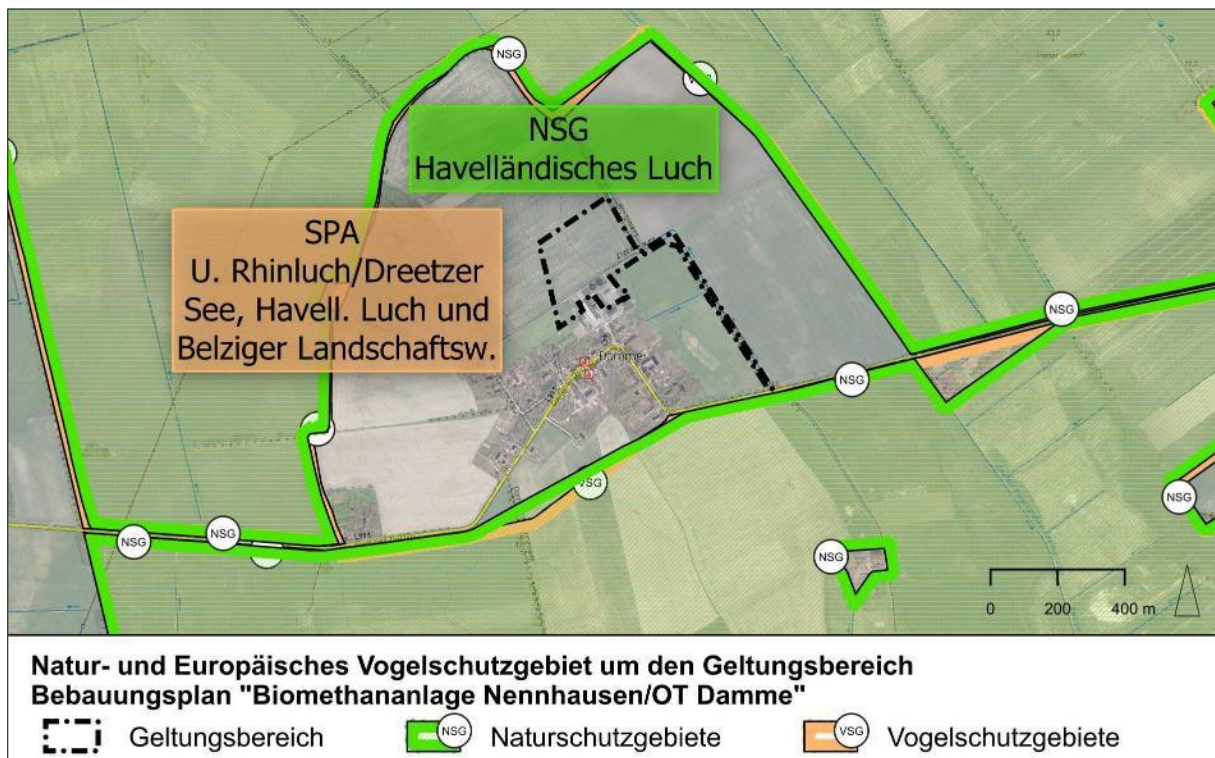 NSG
VSG
NSG
Havelländisches Luch
SPA
U. Rhinluch/Dreetzer
See, Havell. Luch und
Belziger Landschaftsw.
Damme
NSG
NSG
NSG
VSG
NSG
NSG
NSG
NSG
0 200 400 m
Natur- und Europäisches Vogelschutzgebiet um den Geltungsbereich
Bebauungsplan "Biomethananlage Nennhausen/OT Damme"
Geltungsbereich
NSG
Naturschutzgebiete
VSG
Vogelschutzgebiete